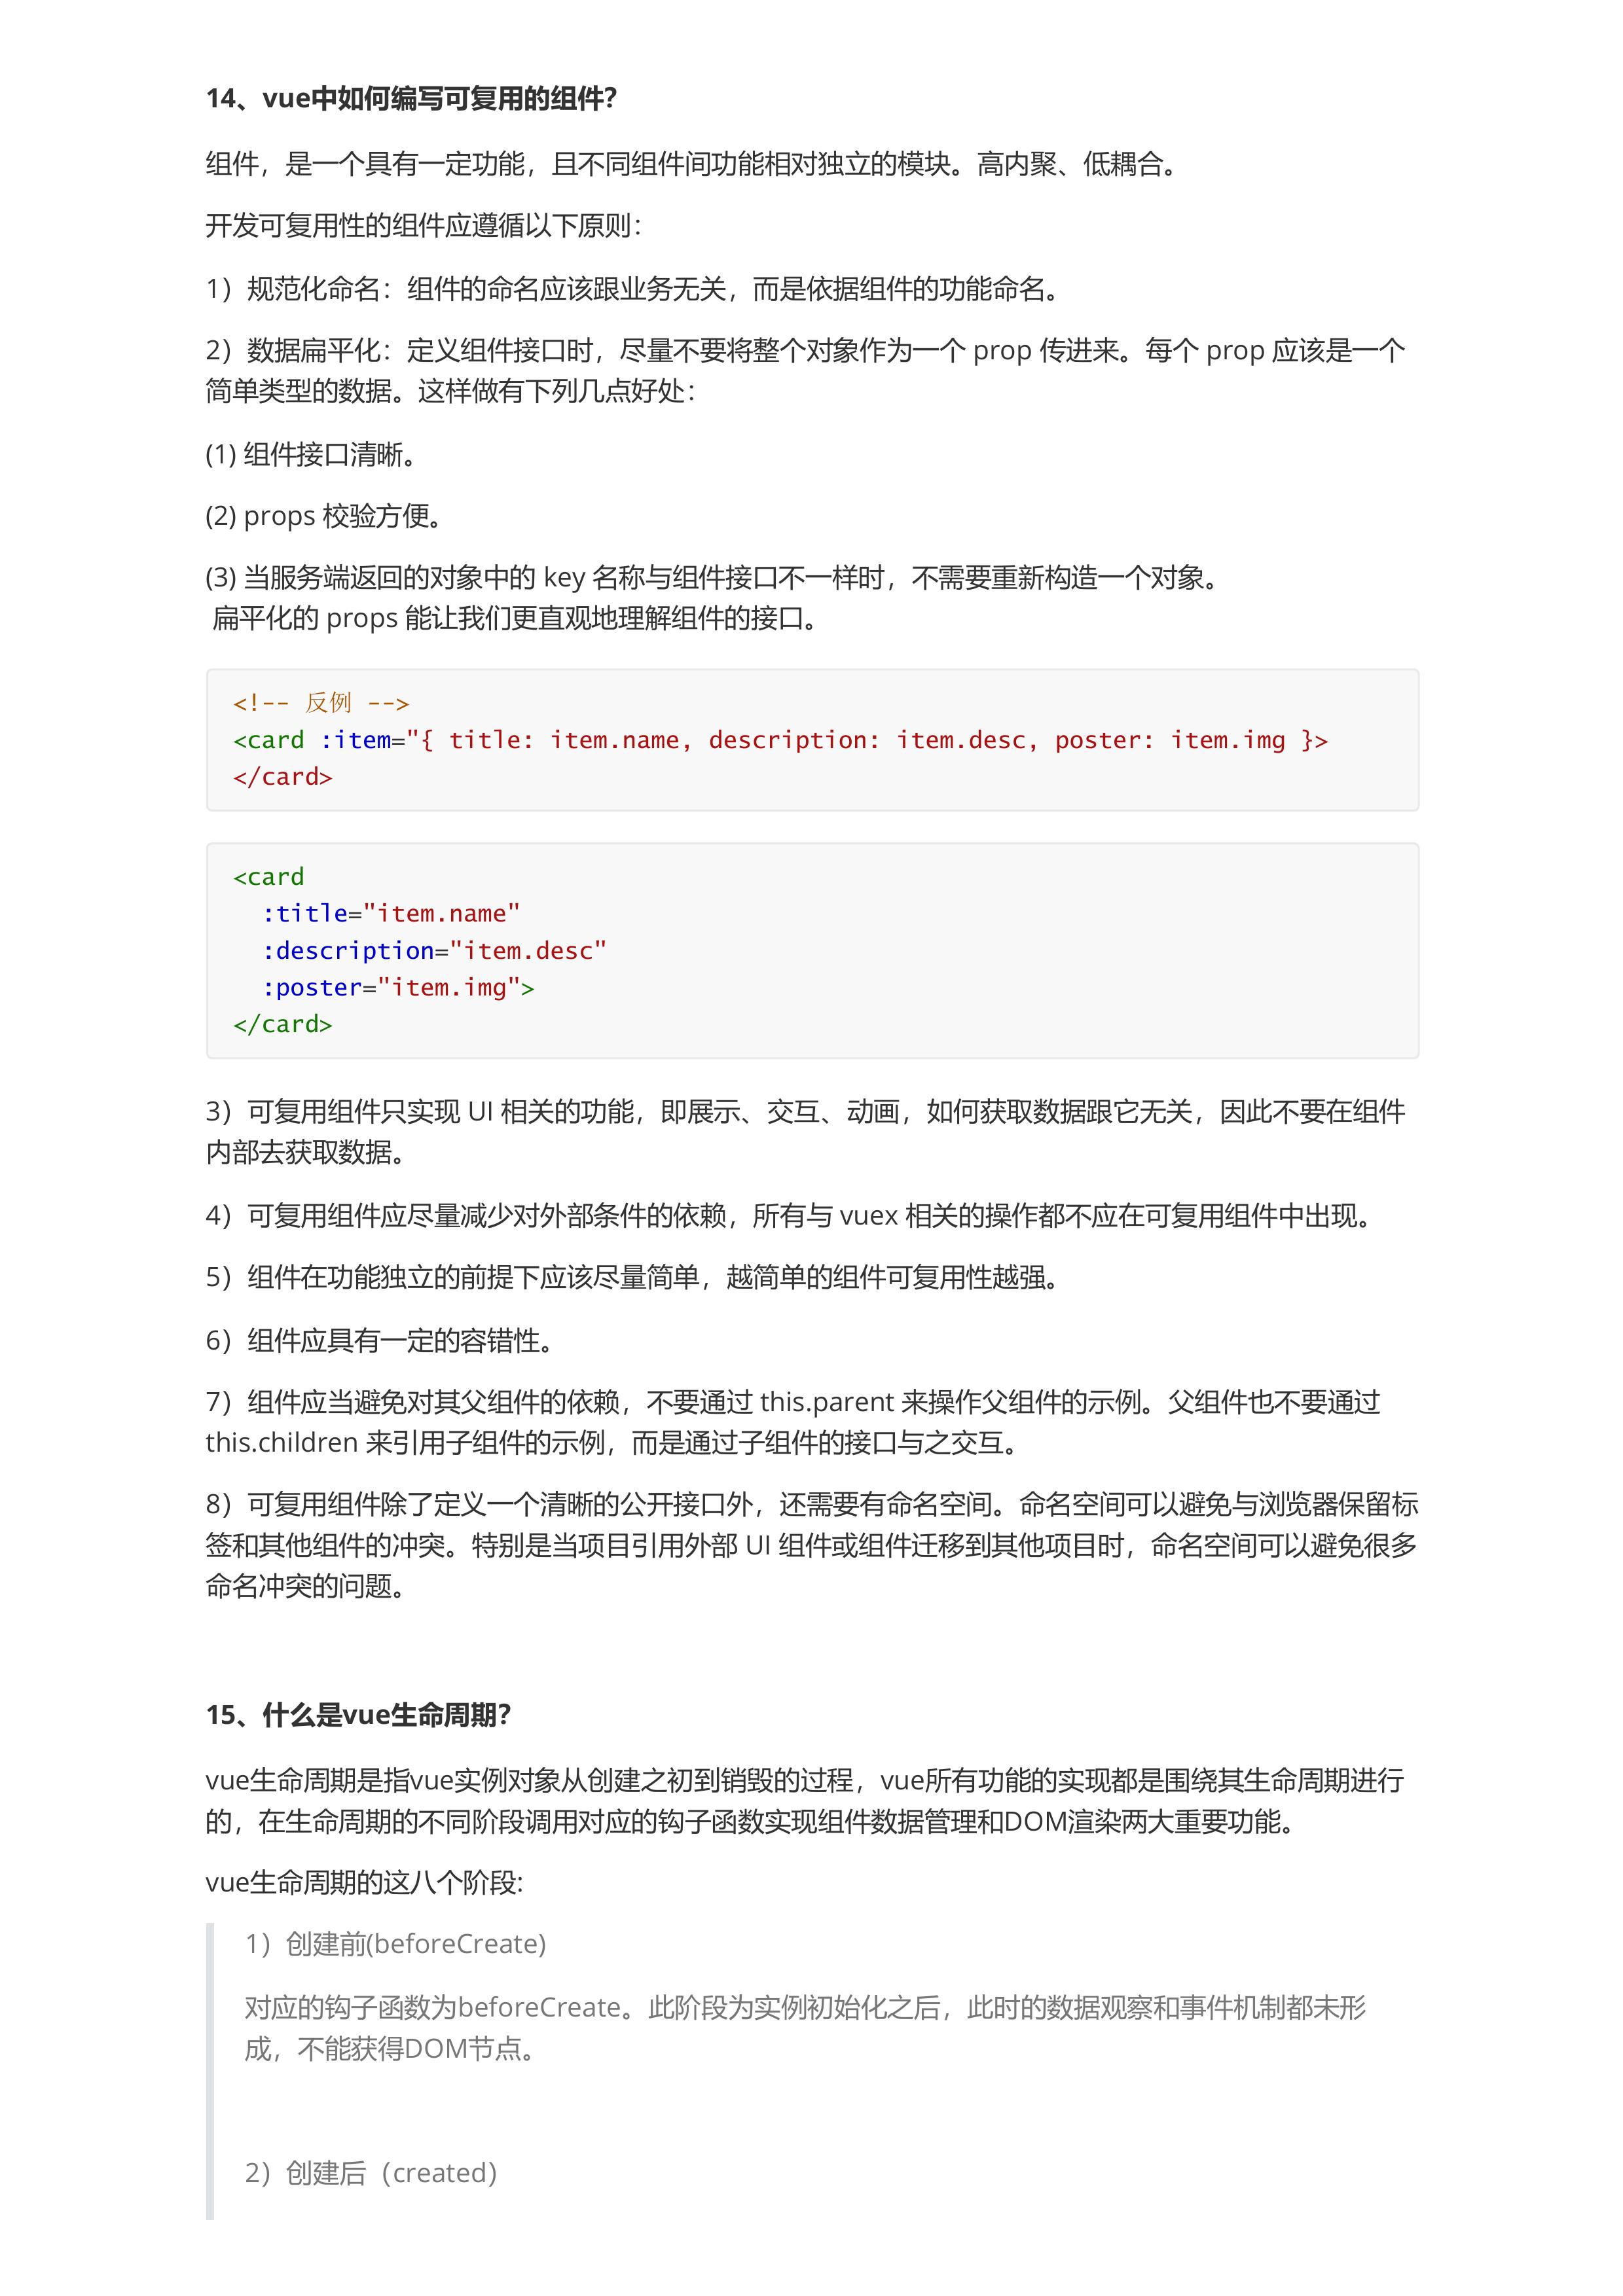 14、vue中如何编写可复用的组件？
组件，是一个具有一定功能，且不同组件间功能相对独立的模块。高内聚、低耦合。
开发可复用性的组件应遵循以下原则：
1）规范化命名：组件的命名应该跟业务无关，而是依据组件的功能命名。
2）数据扁平化：定义组件接口时，尽量不要将整个对象作为一个 prop 传进来。每个 prop 应该是一个
简单类型的数据。这样做有下列几点好处：
(1) 组件接口清晰。
(2) props 校验方便。
(3) 当服务端返回的对象中的 key 名称与组件接口不一样时，不需要重新构造一个对象。
扁平化的 props 能让我们更直观地理解组件的接口。
<!-- 反例 -->
<card :item="{ title: item.name, description: item.desc, poster: item.img }>
</card>
<card
  :title="item.name"
  :description="item.desc"
  :poster="item.img">
</card>
3）可复用组件只实现 UI 相关的功能，即展示、交互、动画，如何获取数据跟它无关，因此不要在组件
内部去获取数据。
4）可复用组件应尽量减少对外部条件的依赖，所有与 vuex 相关的操作都不应在可复用组件中出现。
5）组件在功能独立的前提下应该尽量简单，越简单的组件可复用性越强。
6）组件应具有一定的容错性。
7）组件应当避免对其父组件的依赖，不要通过 this.parent 来操作父组件的示例。父组件也不要通过
this.children 来引用子组件的示例，而是通过子组件的接口与之交互。
8）可复用组件除了定义一个清晰的公开接口外，还需要有命名空间。命名空间可以避免与浏览器保留标
签和其他组件的冲突。特别是当项目引用外部 UI 组件或组件迁移到其他项目时，命名空间可以避免很多
命名冲突的问题。
15、什么是vue生命周期？
vue生命周期是指vue实例对象从创建之初到销毁的过程，vue所有功能的实现都是围绕其生命周期进行
的，在生命周期的不同阶段调用对应的钩子函数实现组件数据管理和DOM渲染两大重要功能。
vue生命周期的这八个阶段:
1）创建前(beforeCreate)
对应的钩子函数为beforeCreate。此阶段为实例初始化之后，此时的数据观察和事件机制都未形
成，不能获得DOM节点。
2）创建后（created）